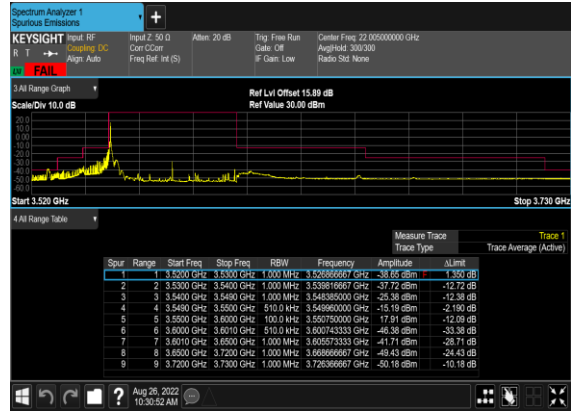 Spectrum Analyzer 1
Spurious Emissions
KEYSIGHT Input: RF Input Z: 50 Ω Atten: 20 dB Trig: Free Run Center Freq: 22.005000000 GHz
R T Coupling: DC Corr CCorr Gate: Off Avg|Hold: 300/300
Align: Auto Freq Ref: Int (S) IF Gain: Low Radio Std: None
LW FAIL
3 All Range Graph Ref Lvl Offset 15.89 dB
Scale/Div 10.0 dB Ref Value 30.00 dBm
20.0
10.0
0.00
-10.0
-20.0
-30.0
-40.0
-50.0
-60.0
Start 3.520 GHz Stop 3.730 GHz
4 All Range Table
Measure Trace Trace 1
Trace Type Trace Average (Active)
Spur Range Start Freq Stop Freq RBW Frequency Amplitude ΔLimit
1 1 3.5200 GHz 3.5300 GHz 1.000 MHz 3.526866667 GHz -38.65 dBm F 1.350 dB
2 2 3.5300 GHz 3.5400 GHz 1.000 MHz 3.539816667 GHz -37.72 dBm -12.72 dB
3 3 3.5400 GHz 3.5490 GHz 1.000 MHz 3.548385000 GHz -25.38 dBm -12.38 dB
4 4 3.5490 GHz 3.5500 GHz 510.0 kHz 3.549960000 GHz -15.19 dBm -2.190 dB
5 5 3.5500 GHz 3.6000 GHz 100.0 kHz 3.550750000 GHz 17.91 dBm -12.09 dB
6 6 3.6000 GHz 3.6010 GHz 510.0 kHz 3.600743333 GHz -46.38 dBm -33.38 dB
7 7 3.6010 GHz 3.6500 GHz 1.000 MHz 3.605573333 GHz -41.71 dBm -28.71 dB
8 8 3.6500 GHz 3.7200 GHz 1.000 MHz 3.668666667 GHz -49.43 dBm -24.43 dB
9 9 3.7200 GHz 3.7300 GHz 1.000 MHz 3.726366667 GHz -50.18 dBm -10.18 dB
Aug 26, 2022
10:30:52 AM